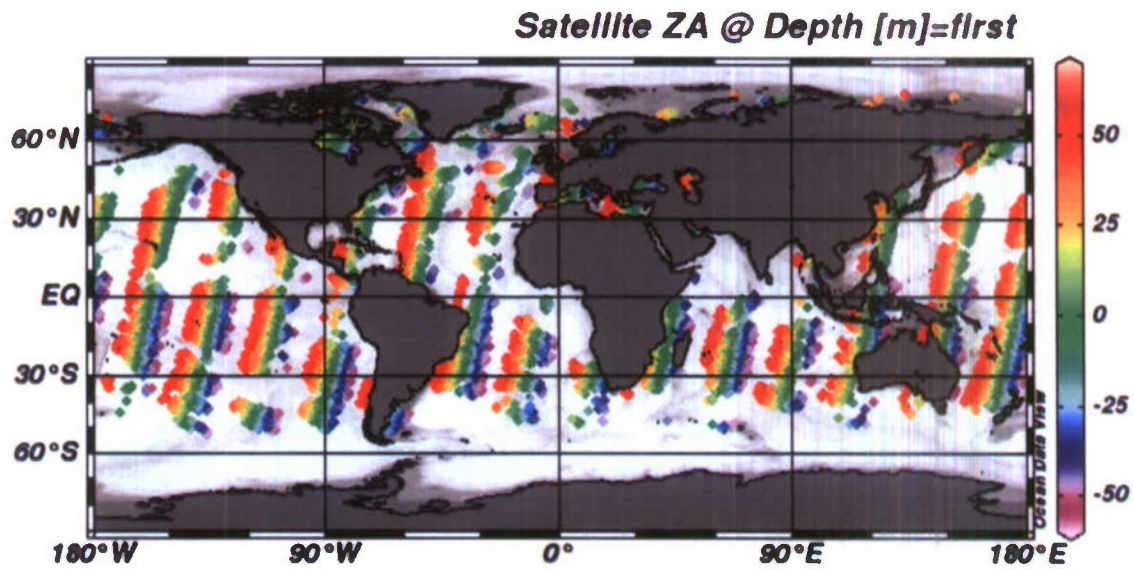 Satellite ZA @ Depth [m]=first
60°N
30°N
EQ
30°S
60°S
180°W
90°W
0°
90°E
180°E
50
25
0
-25
-50
Ocean Data View